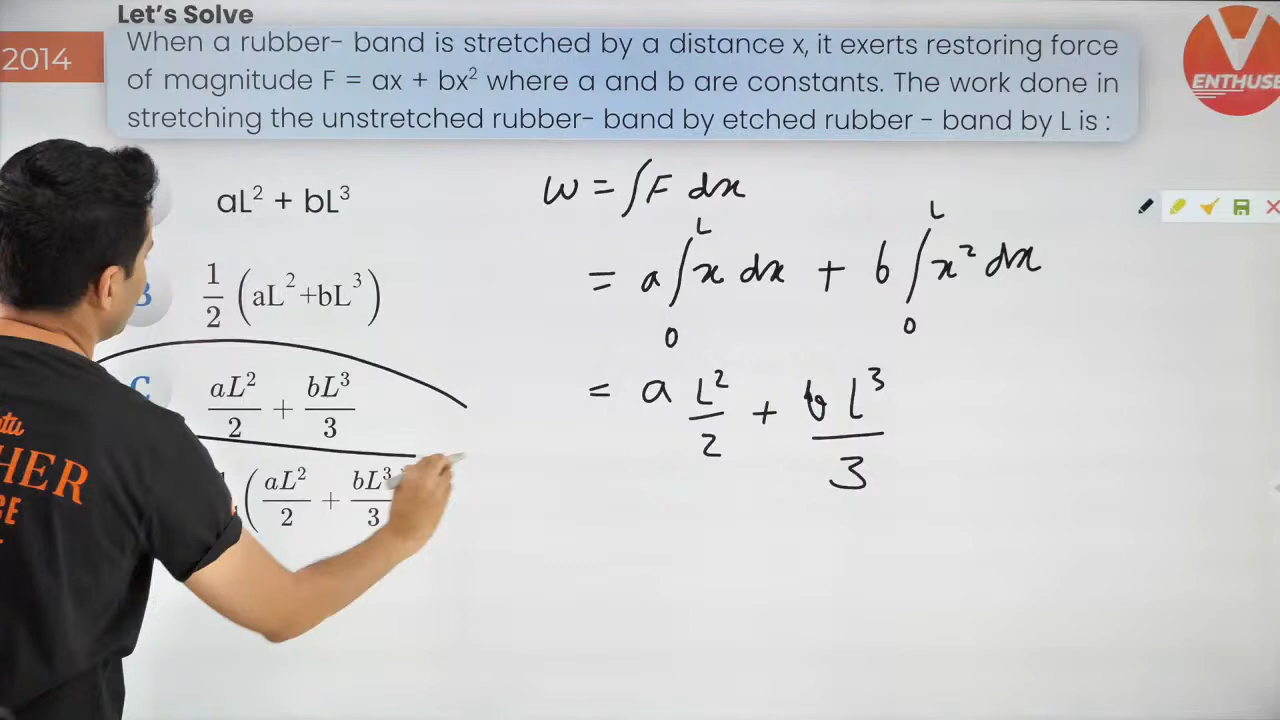 Let's Solve
2014
When a rubber- band is stretched by a distance x, it exerts restoring force
of magnitude F = ax + bx² where a and b are constants. The work done in
stretching the unstretched rubber- band by etched rubber - band by L is :
ENTHUSE
aL² + bL³
B 1/2 (aL²+bL³)
C aL²/2 + bL³/3
(aL²/2 + bL³/3
W = ∫F dx
= a ∫₀ᴸ x dx + b ∫₀ᴸ x² dx
= a L²/2 + b L³/3